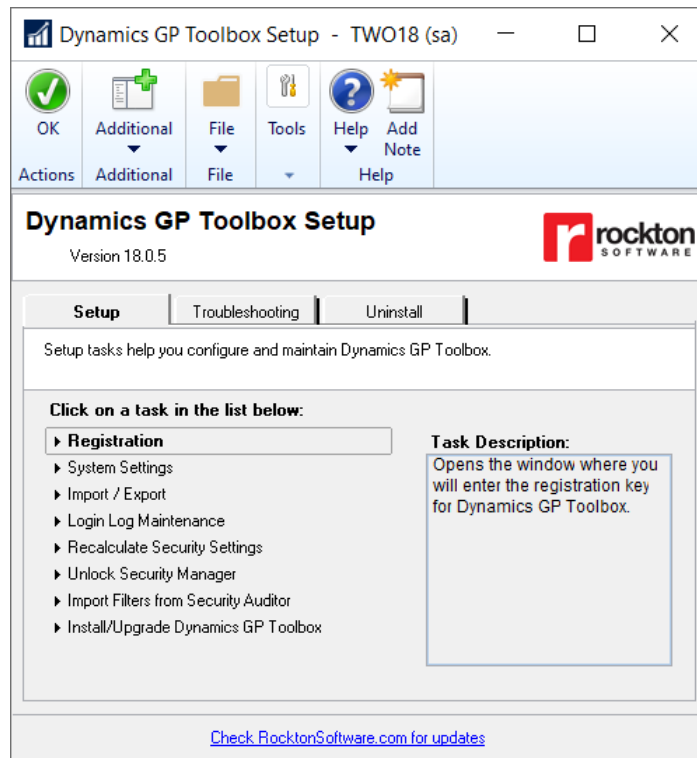 Dynamics GP Toolbox Setup - TWO18 (sa)
OK
Additional
File
Tools
Help
Add
Note
Actions
Additional
File
Help
Dynamics GP Toolbox Setup
rockton
SOFTWARE
Version 18.0.5
Setup
Troubleshooting
Uninstall
Setup tasks help you configure and maintain Dynamics GP Toolbox.
Click on a task in the list below:
Registration
System Settings
Import / Export
Login Log Maintenance
Recalculate Security Settings
Unlock Security Manager
Import Filters from Security Auditor
Install/Upgrade Dynamics GP Toolbox
Task Description:
Opens the window where you
will enter the registration key
for Dynamics GP Toolbox.
Check RocktonSoftware.com for updates